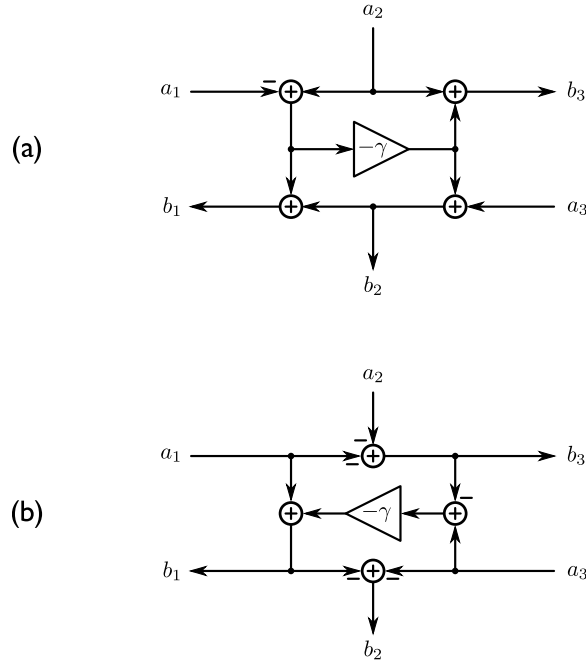 a₂
a₁ − + + b₃
(a) −γ
b₁ + + a₃
b₂
a₂
a₁ − − + b₃
(b) + −γ + −
b₁ − + − a₃
b₂